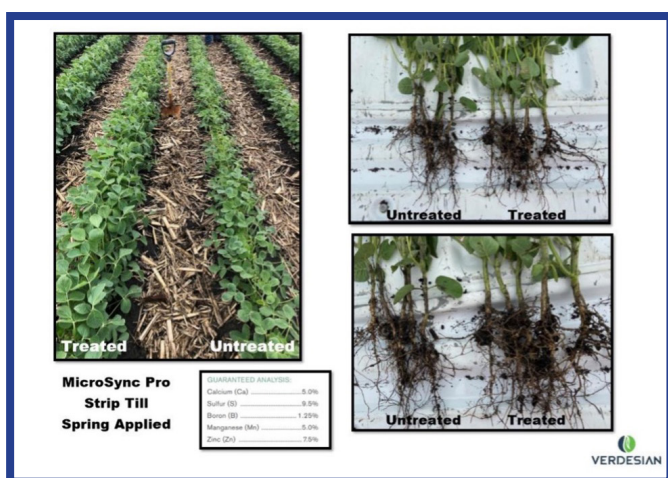 Treated
Untreated
Untreated
Treated
Untreated
Treated
MicroSync Pro
Strip Till
Spring Applied
GUARANTEED ANALYSIS:
Calcium (Ca) 5.0%
Sulfur (S) 9.5%
Boron (B) 1.25%
Manganese (Mn) 5.0%
Zinc (Zn) 7.5%
VERDESIAN